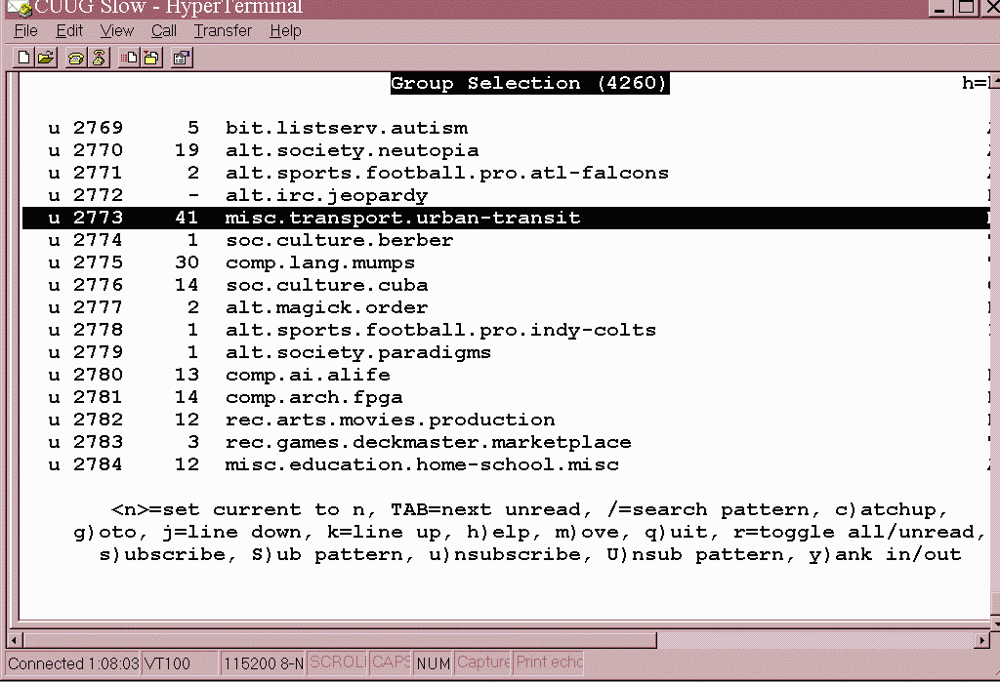 CUUG Slow - HyperTerminal
File Edit View Call Transfer Help
Group Selection (4260) h=
u 2769 5 bit.listserv.autism
u 2770 19 alt.society.neutopia
u 2771 2 alt.sports.football.pro.atl-falcons
u 2772 - alt.irc.jeopardy
u 2773 41 misc.transport.urban-transit
u 2774 1 soc.culture.berber
u 2775 30 comp.lang.mumps
u 2776 14 soc.culture.cuba
u 2777 2 alt.magick.order
u 2778 1 alt.sports.football.pro.indy-colts
u 2779 1 alt.society.paradigms
u 2780 13 comp.ai.alife
u 2781 14 comp.arch.fpga
u 2782 12 rec.arts.movies.production
u 2783 3 rec.games.deckmaster.marketplace
u 2784 12 misc.education.home-school.misc
<n>=set current to n, TAB=next unread, /=search pattern, c)atchup,
g)oto, j=line down, k=line up, h)elp, m)ove, q)uit, r=toggle all/unread,
s)ubscribe, S)ub pattern, u)nsubscribe, U)nsub pattern, y)ank in/out
Connected 1:08:03 VT100 115200 8-N SCROLL CAPS NUM Capture Print echo